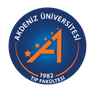 AKDENİZ ÜNİVERSİTESİ
1982
TIP FAKÜLTESİ